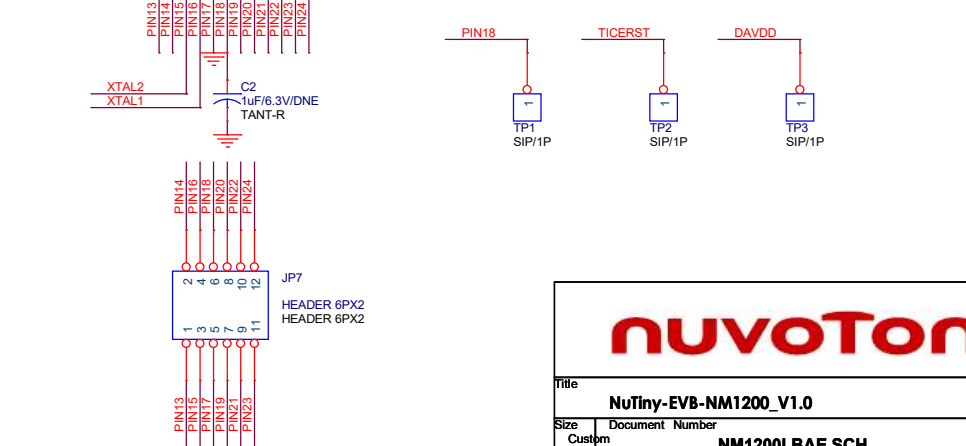 PIN13
PIN14
PIN15
PIN16
PIN17
PIN18
PIN19
PIN20
PIN21
PIN22
PIN23
PIN24
XTAL2
XTAL1
C2
1uF/6.3V/DNE
TANT-R
PIN18
TICERST
DAVDD
1
1
1
TP1
TP2
TP3
SIP/1P
SIP/1P
SIP/1P
PIN14
PIN16
PIN18
PIN20
PIN22
PIN24
2
4
6
8
10
12
JP7
HEADER 6PX2
HEADER 6PX2
1
3
5
7
9
11
PIN13
PIN15
PIN17
PIN19
PIN21
PIN23
nuvoTon
Title
NuTiny-EVB-NM1200_V1.0
Size
Document Number
Custom
NM1200LBAE.SCH